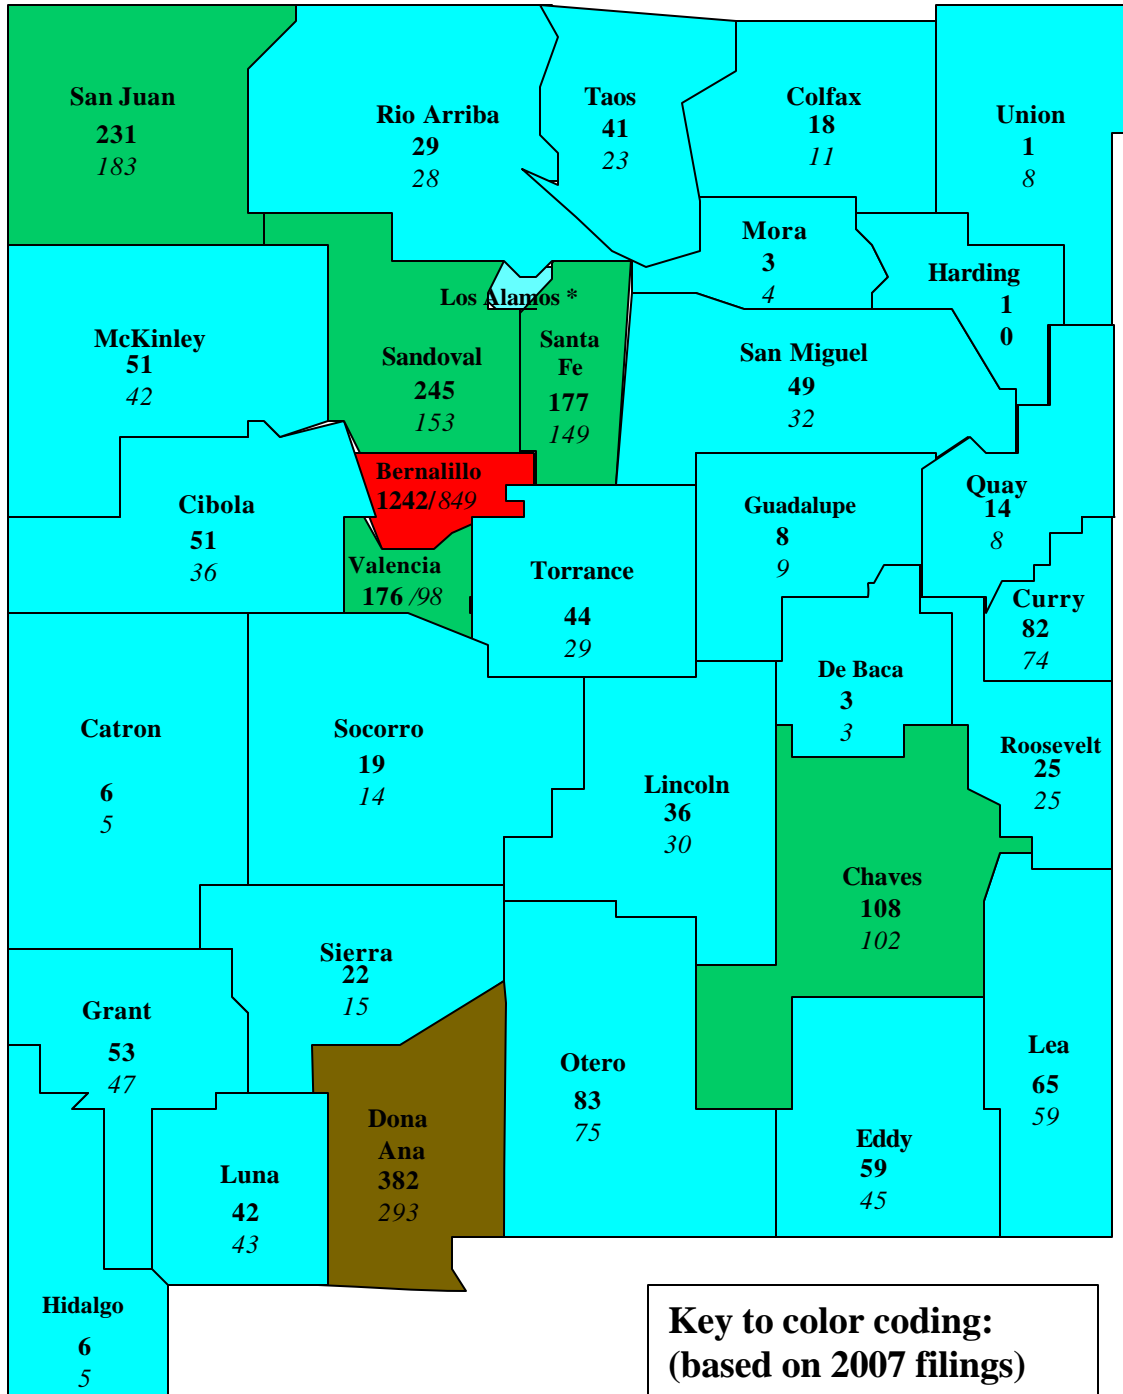 San Juan
231
183
Rio Arriba
29
28
Taos
41
23
Colfax
18
11
Union
1
8
Mora
3
4
Harding
1
0
Los Alamos *
McKinley
51
42
Sandoval
245
153
Santa
Fe
177
149
San Miguel
49
32
Bernalillo
1242/849
Cibola
51
36
Valencia
176 /98
Torrance
44
29
Guadalupe
8
9
Quay
14
8
Curry
82
74
De Baca
3
3
Catron
6
5
Socorro
19
14
Lincoln
36
30
Roosevelt
25
25
Chaves
108
102
Sierra
22
15
Grant
53
47
Otero
83
75
Lea
65
59
Dona
Ana
382
293
Eddy
59
45
Luna
42
43
Hidalgo
6
5
Key to color coding:
(based on 2007 filings)